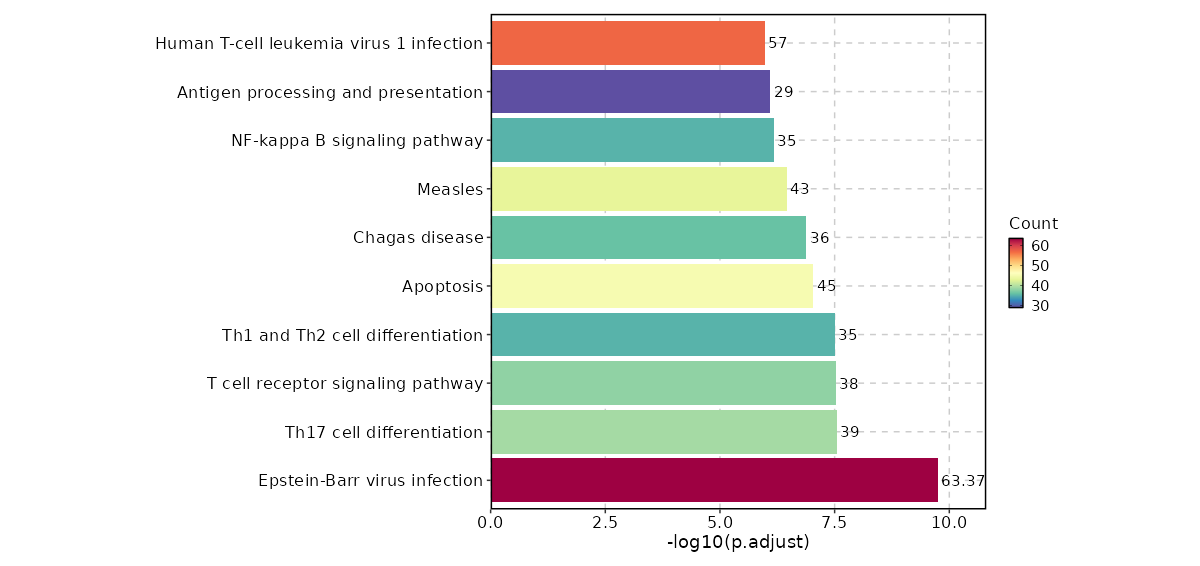 Human T-cell leukemia virus 1 infection 57
Antigen processing and presentation 29
NF-kappa B signaling pathway 35
Measles 43
Chagas disease 36
Apoptosis 45
Th1 and Th2 cell differentiation 35
T cell receptor signaling pathway 38
Th17 cell differentiation 39
Epstein-Barr virus infection 63.37
0.0 2.5 5.0 7.5 10.0
-log10(p.adjust)
Count
60
50
40
30